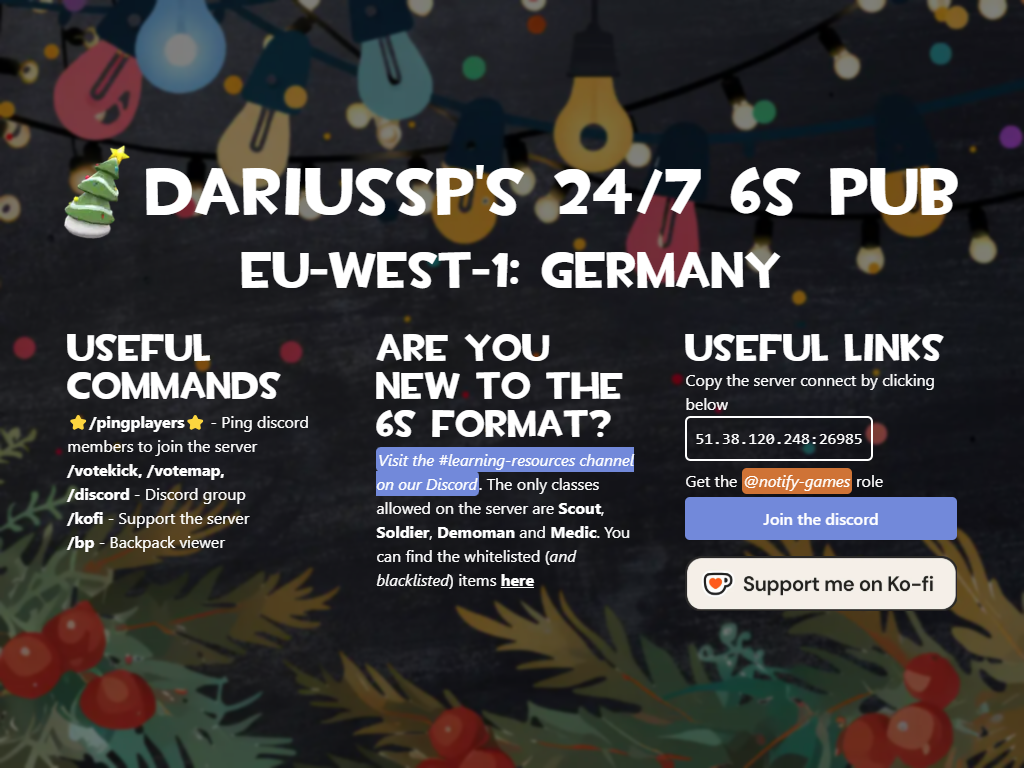 DARIUSSP'S 24/7 6S PUB
EU-WEST-1: GERMANY
USEFUL
COMMANDS
⭐/pingplayers⭐ - Ping discord
members to join the server
/votekick, /votemap,
/discord - Discord group
/kofi - Support the server
/bp - Backpack viewer
ARE YOU
NEW TO THE
6S FORMAT?
Visit the #learning-resources channel
on our Discord. The only classes
allowed on the server are Scout,
Soldier, Demoman and Medic. You
can find the whitelisted (and
blacklisted) items here
USEFUL LINKS
Copy the server connect by clicking
below
51.38.120.248:26985
Get the @notify-games role
Join the discord
Support me on Ko-fi